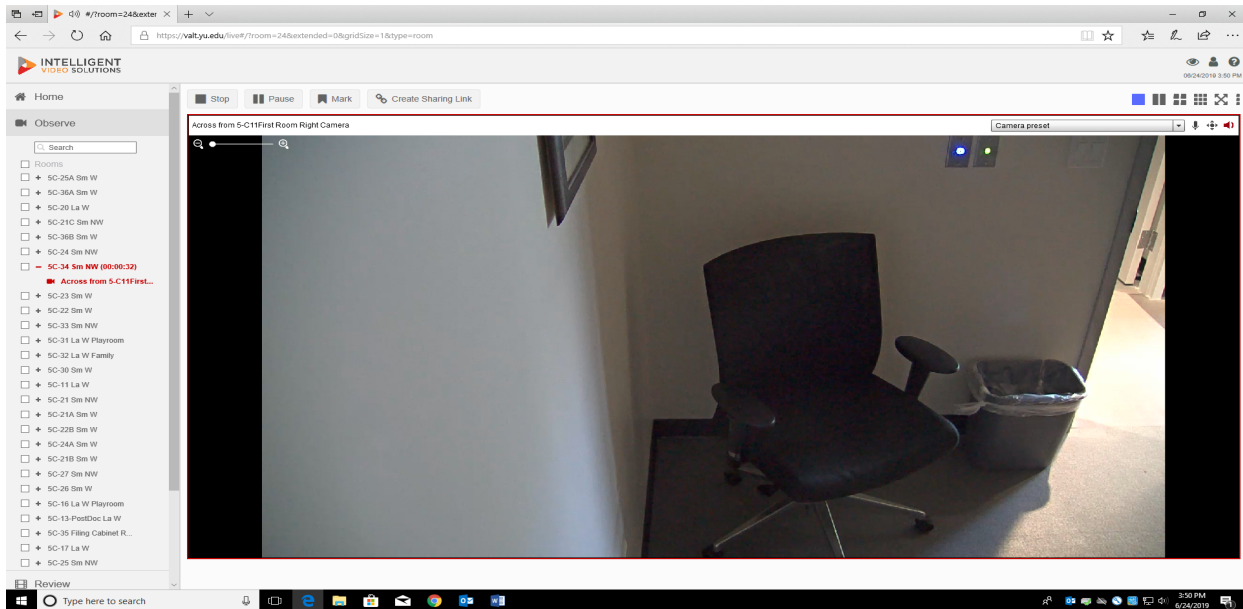 #/?room=24&exter
https://valt.yu.edu/live#/?room=24&extended=0&gridSize=1&type=room
INTELLIGENT
VIDEO SOLUTIONS
06/24/2019 3:50 PM
Home
Observe
Search
Rooms
5C-25A Sm W
5C-36A Sm W
5C-20 La W
5C-21C Sm NW
5C-36B Sm W
5C-24 Sm NW
5C-34 Sm NW (00:00:32)
Across from 5-C11First...
5C-23 Sm W
5C-22 Sm W
5C-33 Sm NW
5C-31 La W Playroom
5C-32 La W Family
5C-30 Sm W
5C-11 La W
5C-21 Sm NW
5C-21A Sm W
5C-22B Sm W
5C-24A Sm W
5C-21B Sm W
5C-27 Sm NW
5C-26 Sm W
5C-16 La W Playroom
5C-13-PostDoc La W
5C-35 Filing Cabinet R...
5C-17 La W
5C-25 Sm NW
Review
Stop Pause Mark Create Sharing Link
Across from 5-C11First Room Right Camera
Camera preset
Type here to search
3:50 PM
6/24/2019